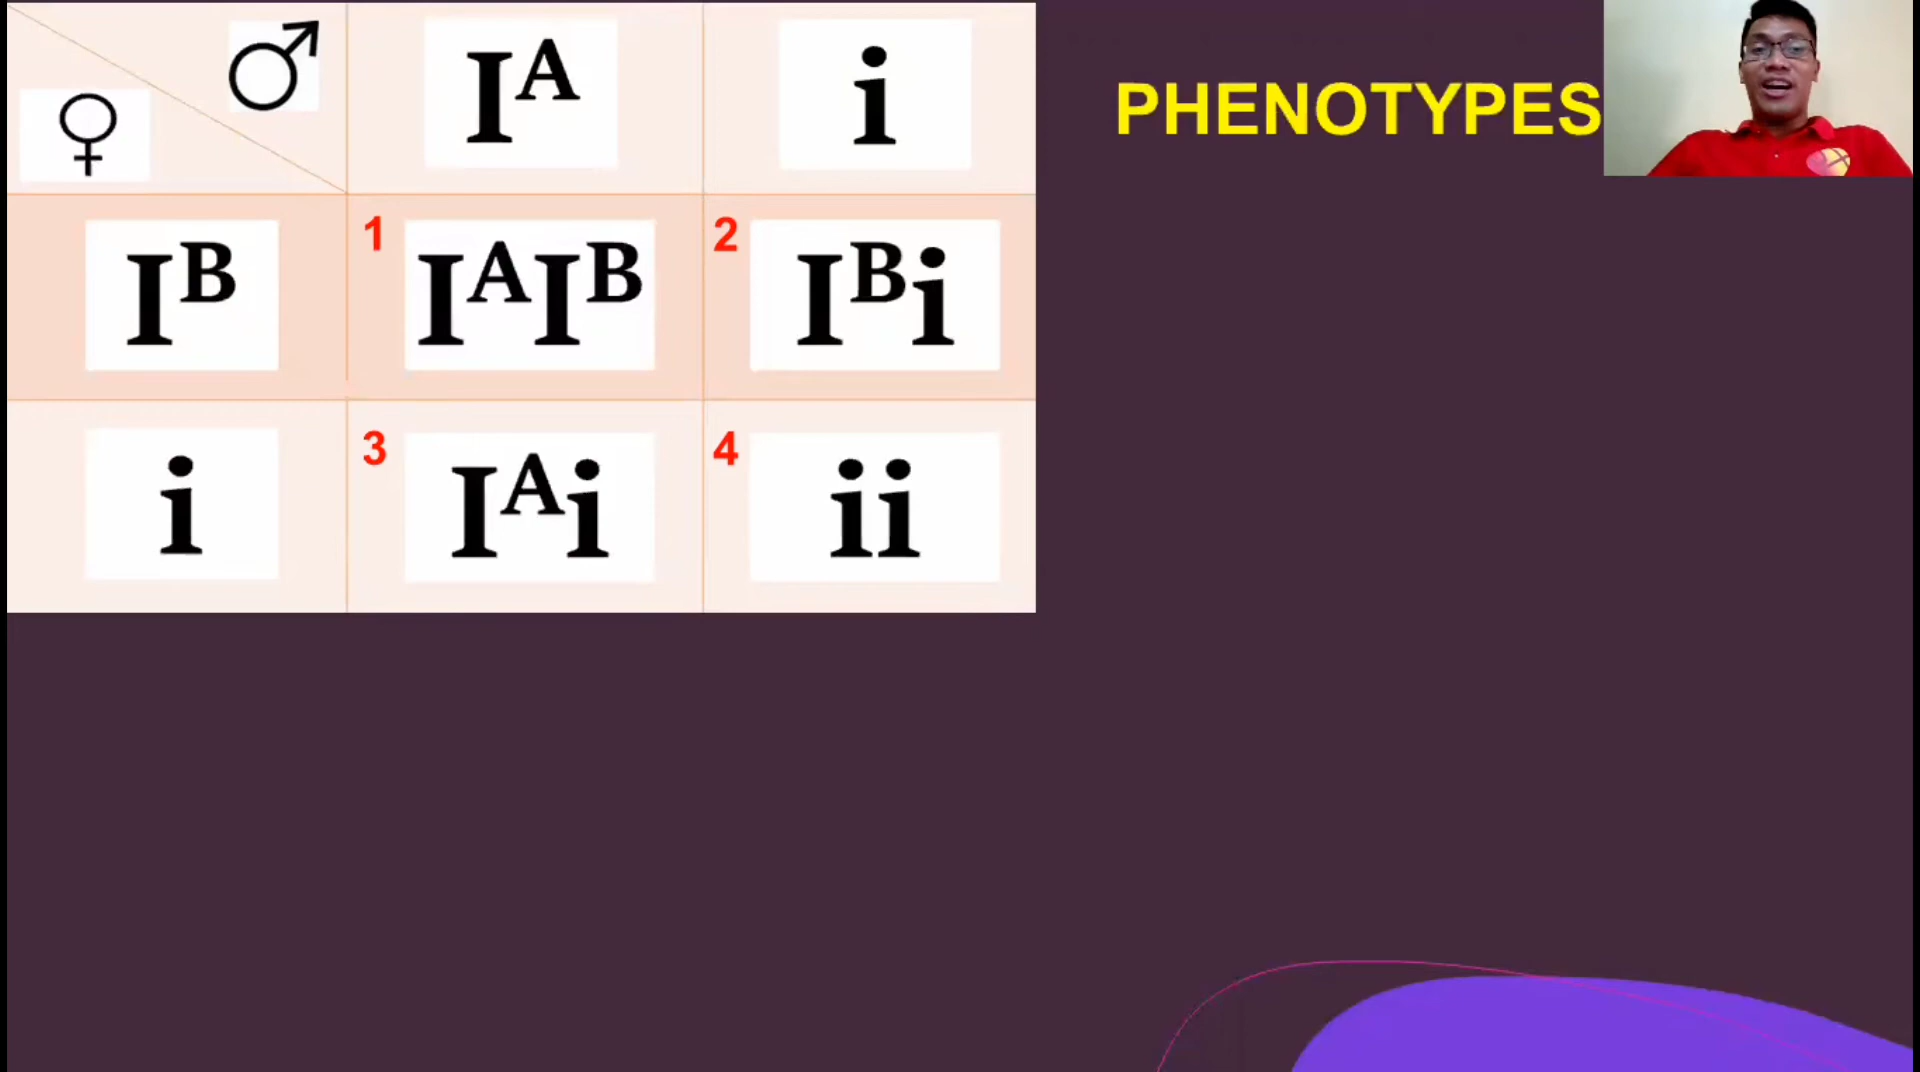 ♂ Iᴬ i
♀
PHENOTYPES
Iᴮ 1 IᴬIᴮ 2 Iᴮi
i 3 Iᴬi 4 ii